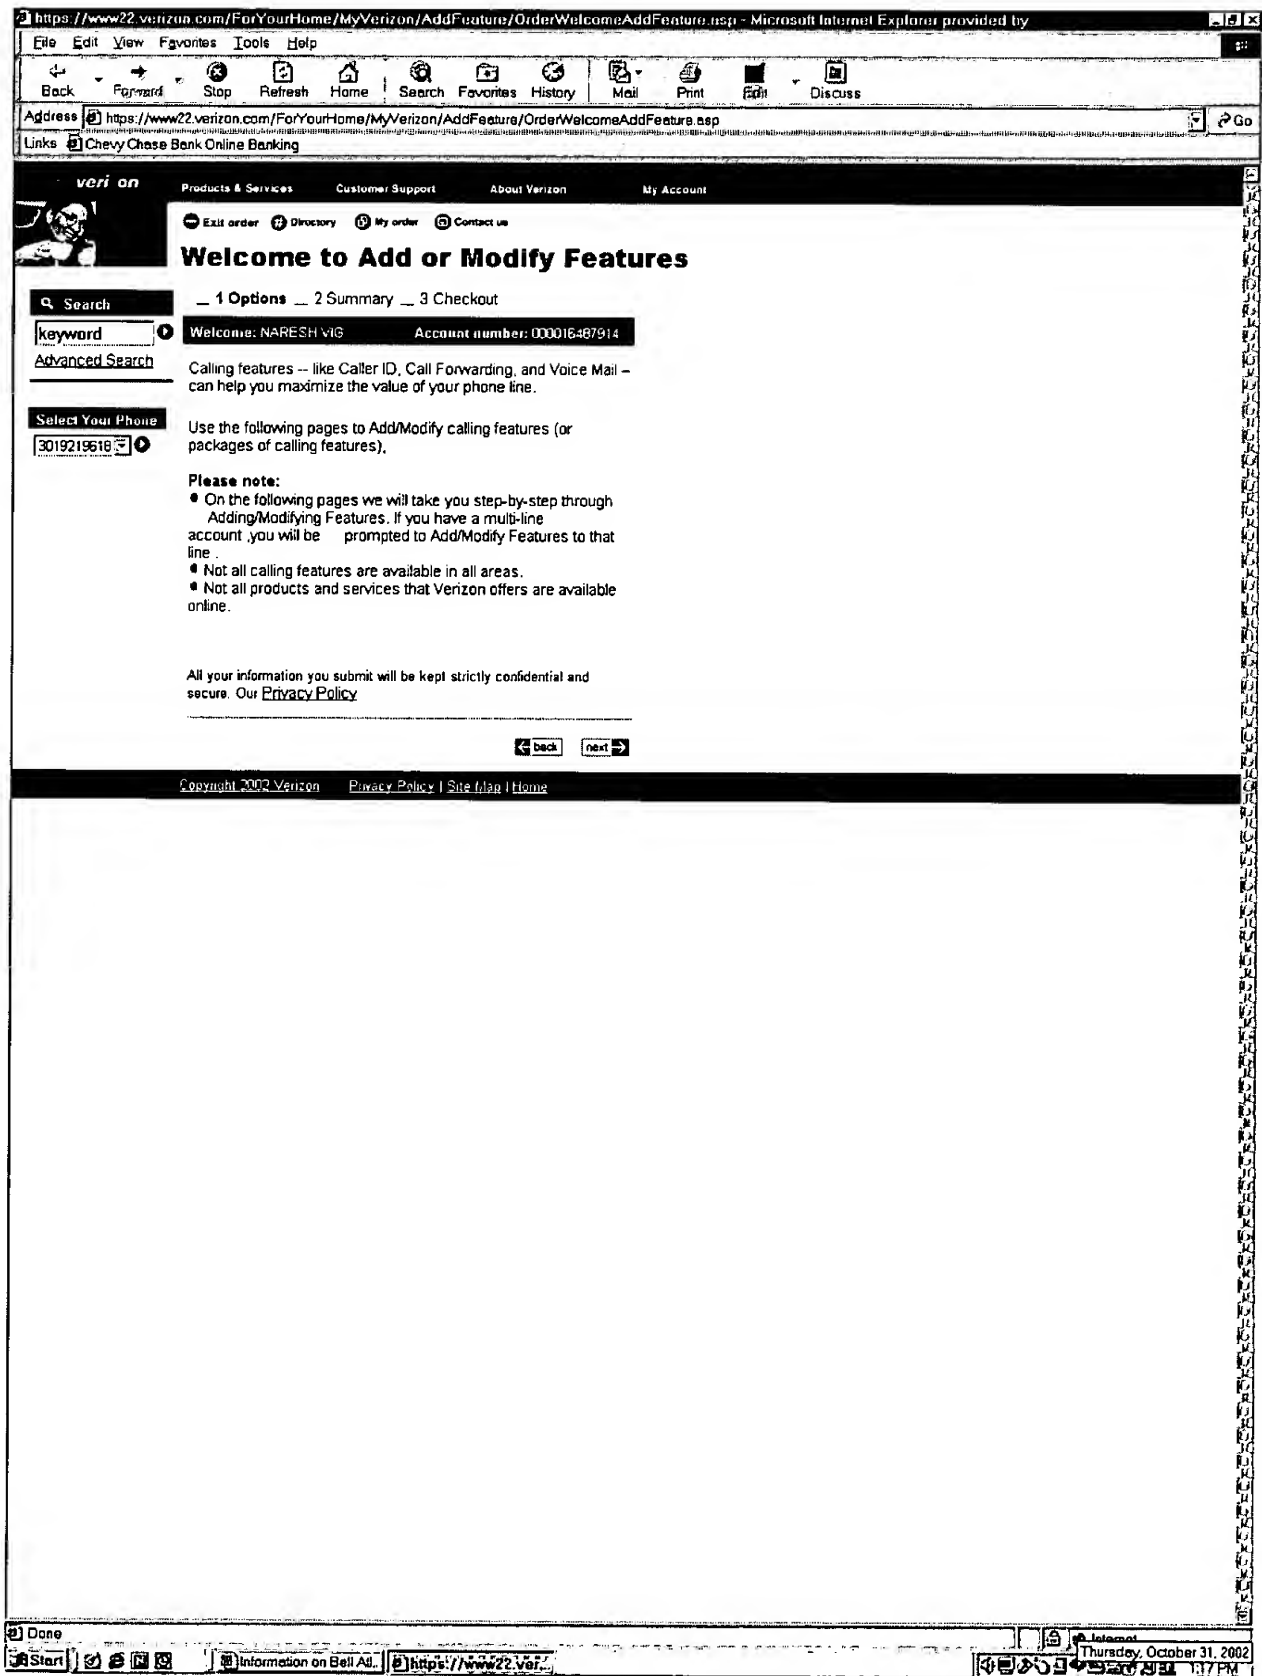 https://www22.verizon.com/ForYourHome/MyVerizon/AddFeature/OrderWelcomeAddFeature.asp - Microsoft Internet Explorer provided by
File Edit View Favorites Tools Help
Back Forward Stop Refresh Home Search Favorites History Mail Print Edit Discuss
Address https://www22.verizon.com/ForYourHome/MyVerizon/AddFeature/OrderWelcomeAddFeature.asp Go
Links Chevy Chase Bank Online Banking
veri on Products & Services Customer Support About Verizon My Account
Exit order Directory My order Contact us
Welcome to Add or Modify Features
1 Options 2 Summary 3 Checkout
Search
keyword
Advanced Search
Welcome: NARESH VIG Account number: 000016487914
Calling features -- like Caller ID, Call Forwarding, and Voice Mail –
can help you maximize the value of your phone line.
Select Your Phone
3019219618
Use the following pages to Add/Modify calling features (or
packages of calling features),
Please note:
• On the following pages we will take you step-by-step through
Adding/Modifying Features. If you have a multi-line
account ,you will be prompted to Add/Modify Features to that
line .
• Not all calling features are available in all areas.
• Not all products and services that Verizon offers are available
online.
All your information you submit will be kept strictly confidential and
secure. Our Privacy Policy
back next
Copyright 2002 Verizon Privacy Policy | Site Map | Home
Done Internet
Thursday, October 31, 2002
Start Information on Bell Atl... https://www22.ver... 1:17 PM